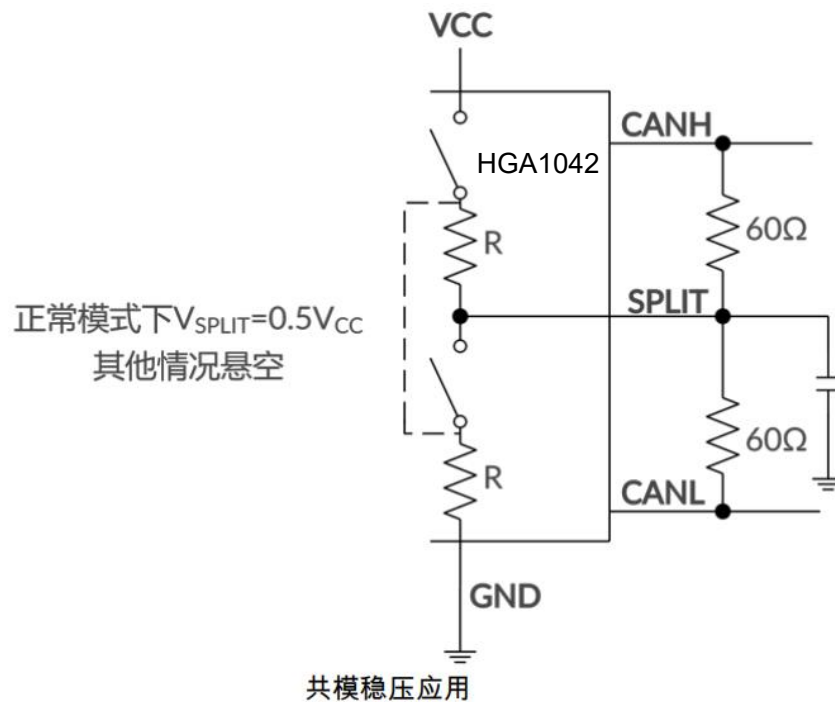 VCC
CANH
HGA1042
R
60Ω
SPLIT
正常模式下VSPLIT=0.5VCC
其他情况悬空
R
60Ω
CANL
GND
共模稳压应用